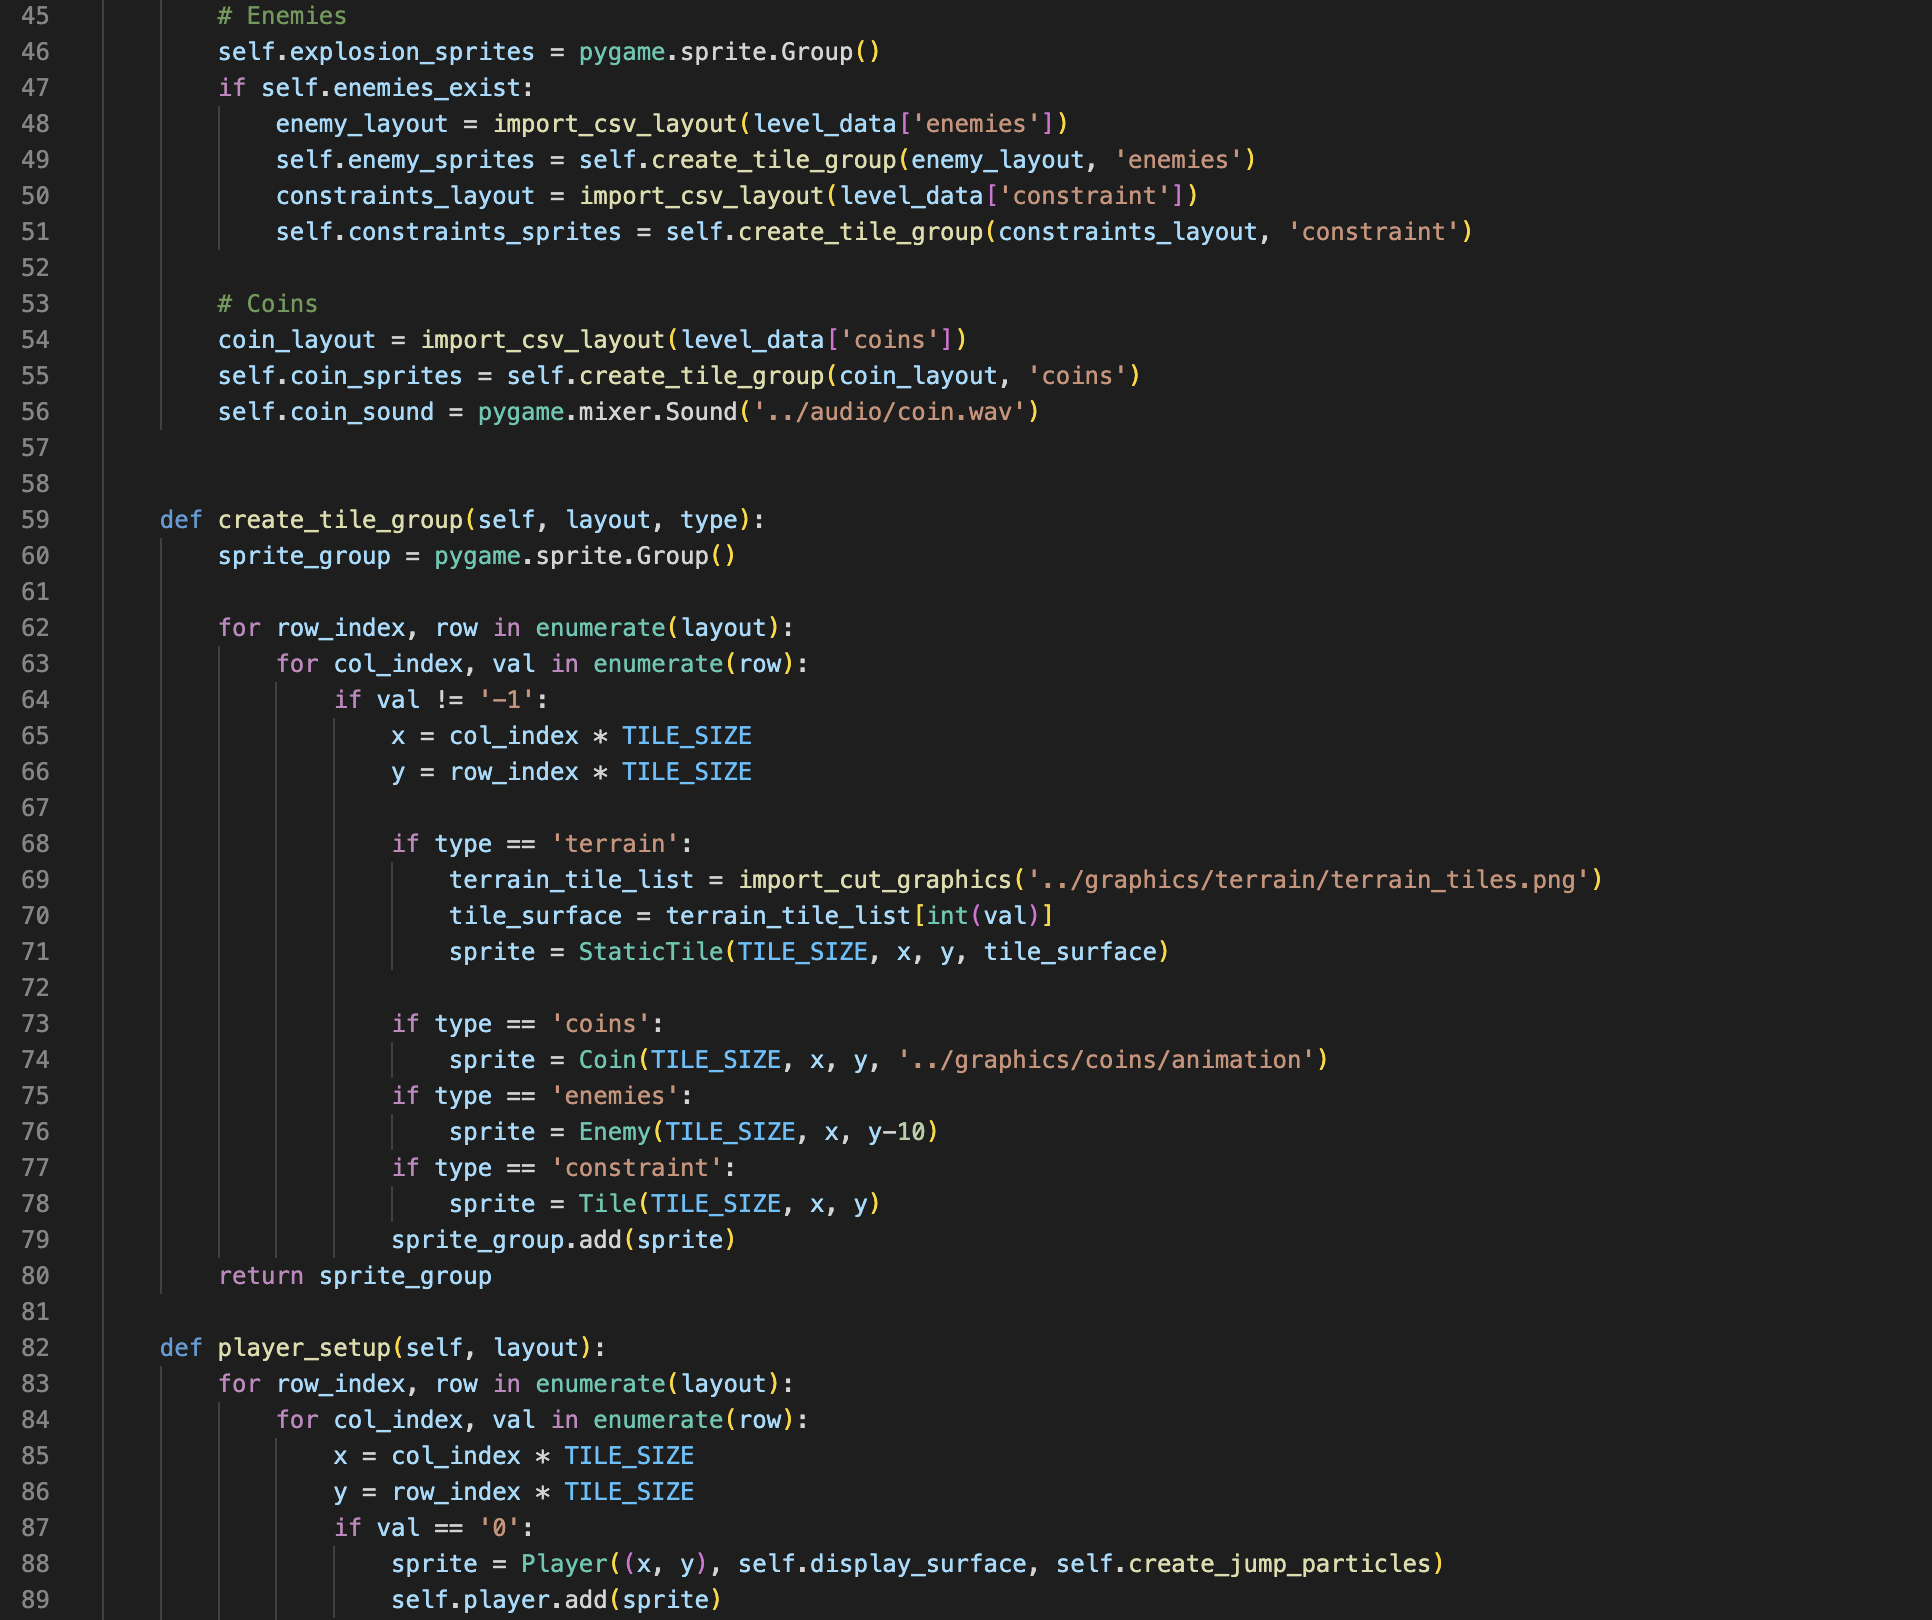 45 # Enemies
46 self.explosion_sprites = pygame.sprite.Group()
47 if self.enemies_exist:
48 enemy_layout = import_csv_layout(level_data['enemies'])
49 self.enemy_sprites = self.create_tile_group(enemy_layout, 'enemies')
50 constraints_layout = import_csv_layout(level_data['constraint'])
51 self.constraints_sprites = self.create_tile_group(constraints_layout, 'constraint')
52
53 # Coins
54 coin_layout = import_csv_layout(level_data['coins'])
55 self.coin_sprites = self.create_tile_group(coin_layout, 'coins')
56 self.coin_sound = pygame.mixer.Sound('../audio/coin.wav')
57
58
59 def create_tile_group(self, layout, type):
60 sprite_group = pygame.sprite.Group()
61
62 for row_index, row in enumerate(layout):
63 for col_index, val in enumerate(row):
64 if val != '-1':
65 x = col_index * TILE_SIZE
66 y = row_index * TILE_SIZE
67
68 if type == 'terrain':
69 terrain_tile_list = import_cut_graphics('../graphics/terrain/terrain_tiles.png')
70 tile_surface = terrain_tile_list[int(val)]
71 sprite = StaticTile(TILE_SIZE, x, y, tile_surface)
72
73 if type == 'coins':
74 sprite = Coin(TILE_SIZE, x, y, '../graphics/coins/animation')
75 if type == 'enemies':
76 sprite = Enemy(TILE_SIZE, x, y-10)
77 if type == 'constraint':
78 sprite = Tile(TILE_SIZE, x, y)
79 sprite_group.add(sprite)
80 return sprite_group
81
82 def player_setup(self, layout):
83 for row_index, row in enumerate(layout):
84 for col_index, val in enumerate(row):
85 x = col_index * TILE_SIZE
86 y = row_index * TILE_SIZE
87 if val == '0':
88 sprite = Player((x, y), self.display_surface, self.create_jump_particles)
89 self.player.add(sprite)